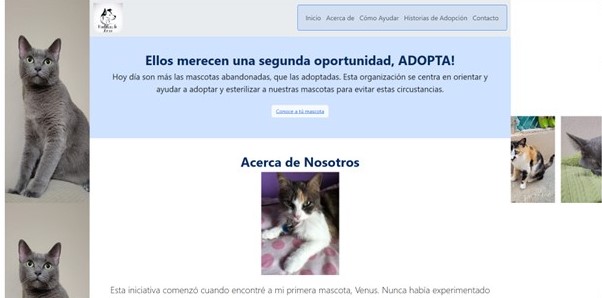 Inicio Acerca de Cómo Ayudar Historias de Adopción Contacto
Ellos merecen una segunda oportunidad, ADOPTA!
Hoy día son más las mascotas abandonadas, que las adoptadas. Esta organización se centra en orientar y
ayudar a adoptar y esterilizar a nuestras mascotas para evitar estas circustancias.
Conoce a tú mascota
Acerca de Nosotros
Esta iniciativa comenzó cuando encontré a mi primera mascota, Venus. Nunca había experimentado